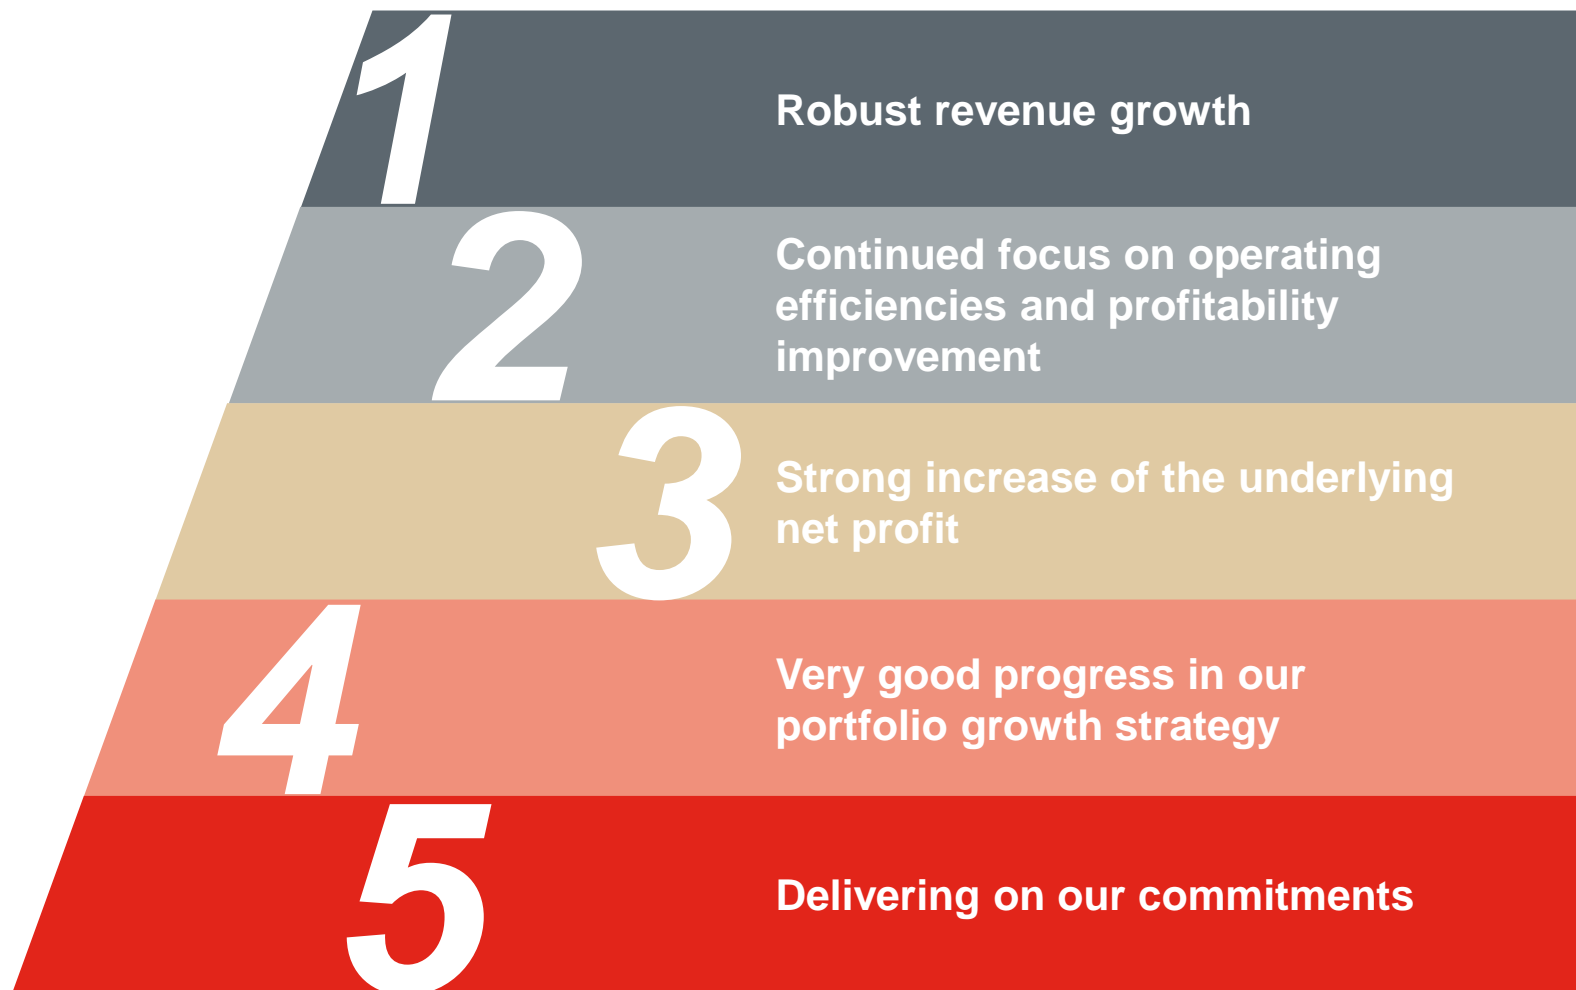 1
Robust revenue growth
2
Continued focus on operating
efficiencies and profitability
improvement
3
Strong increase of the underlying
net profit
4
Very good progress in our
portfolio growth strategy
5
Delivering on our commitments